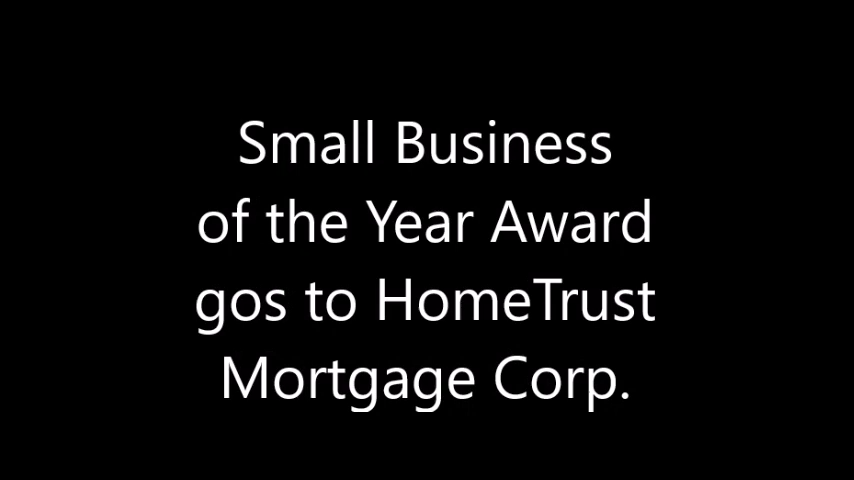 Small Business
of the Year Award
gos to HomeTrust
Mortgage Corp.